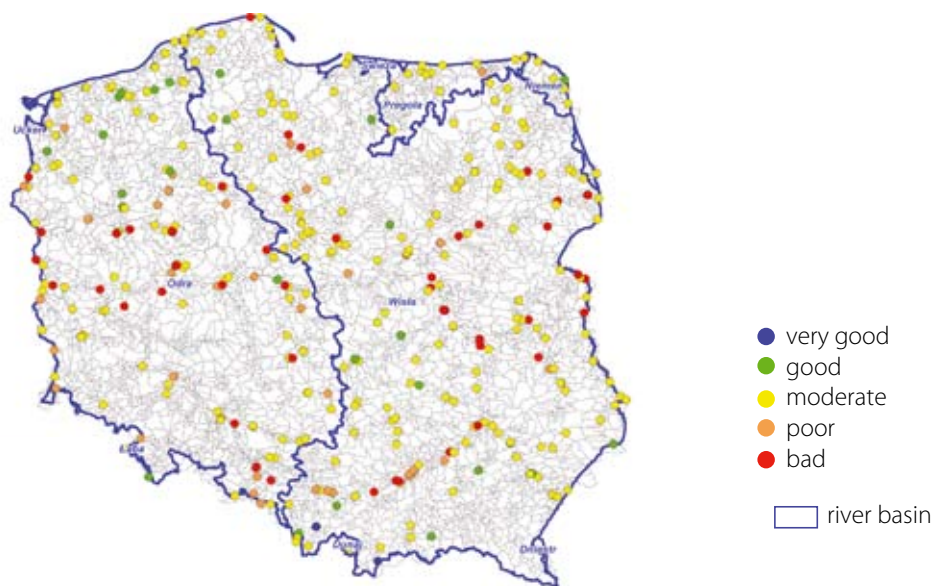 Niemen
Pregoła
Odra
Wisła
Łaba
Dunaj
Dniestr
very good
good
moderate
poor
bad
river basin